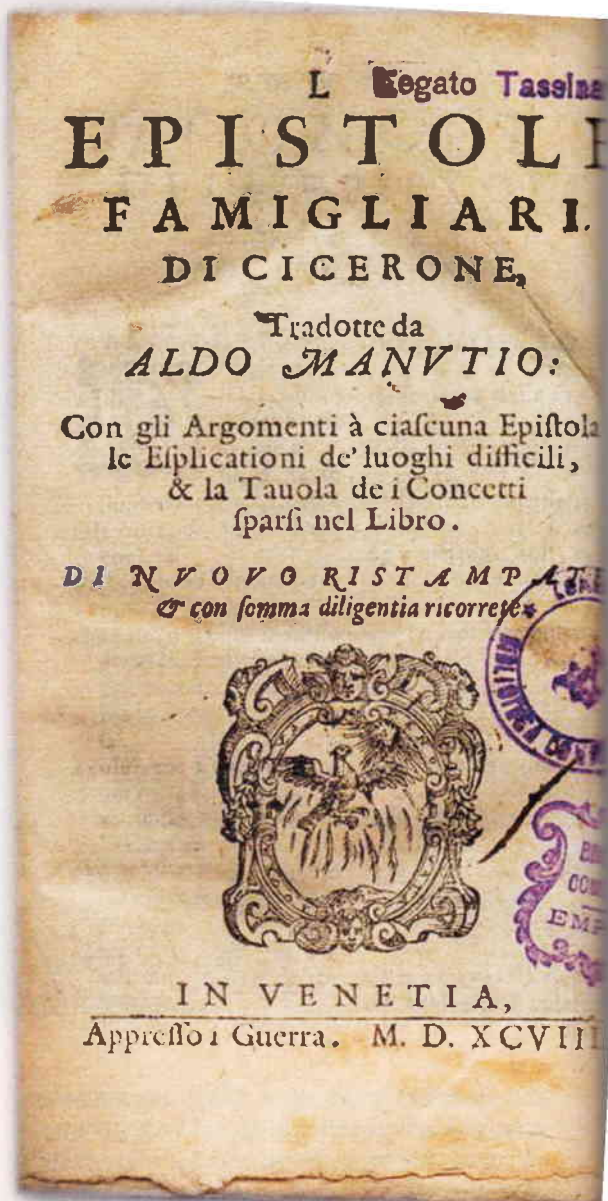 L Legato Tassina
EPISTOLE
FAMIGLIARI.
DI CICERONE,
Tradotte da
ALDO MANVTIO:
Con gli Argomenti à ciaſcuna Epiſtola
le Eſplicationi de' luoghi difficili,
& la Tauola de i Concetti
ſparſi nel Libro.
DI NVOVO RISTAMPATE
& con ſomma diligentia ricorrete.
IN VENETIA,
Appreſſo i Guerra. M. D. XCVIII